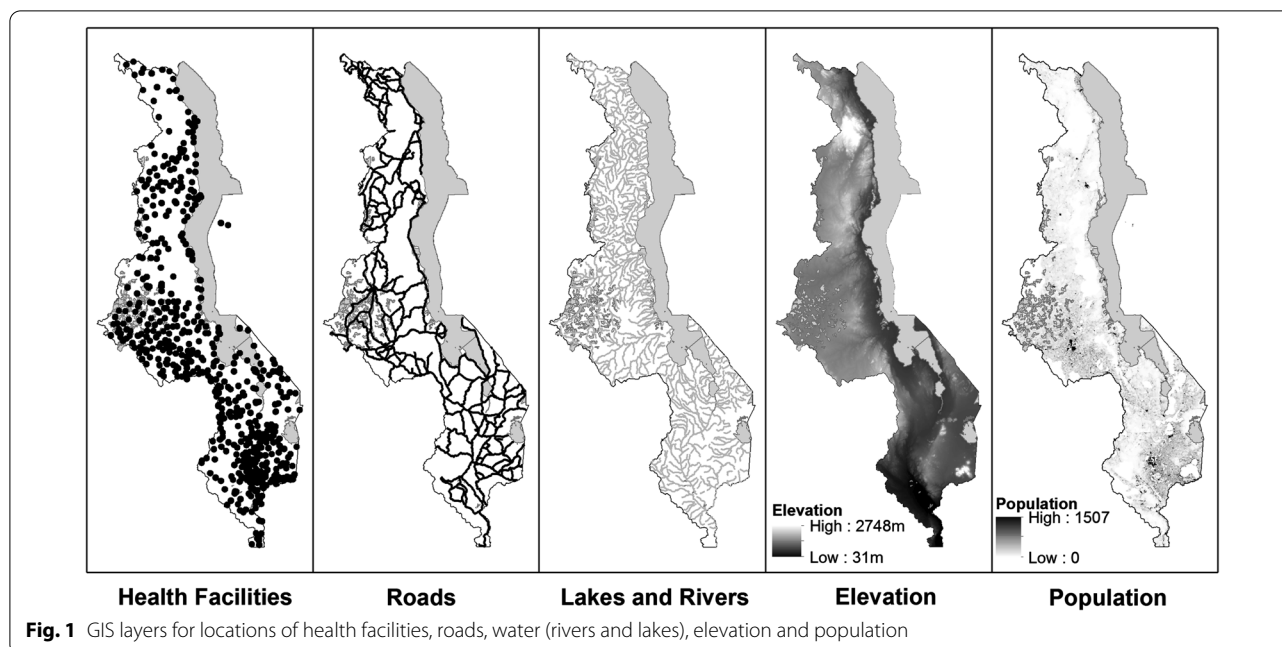 Elevation
High : 2748m
Low : 31m
Population
High : 1507
Low : 0
Health Facilities
Roads
Lakes and Rivers
Elevation
Population
Fig. 1 GIS layers for locations of health facilities, roads, water (rivers and lakes), elevation and population